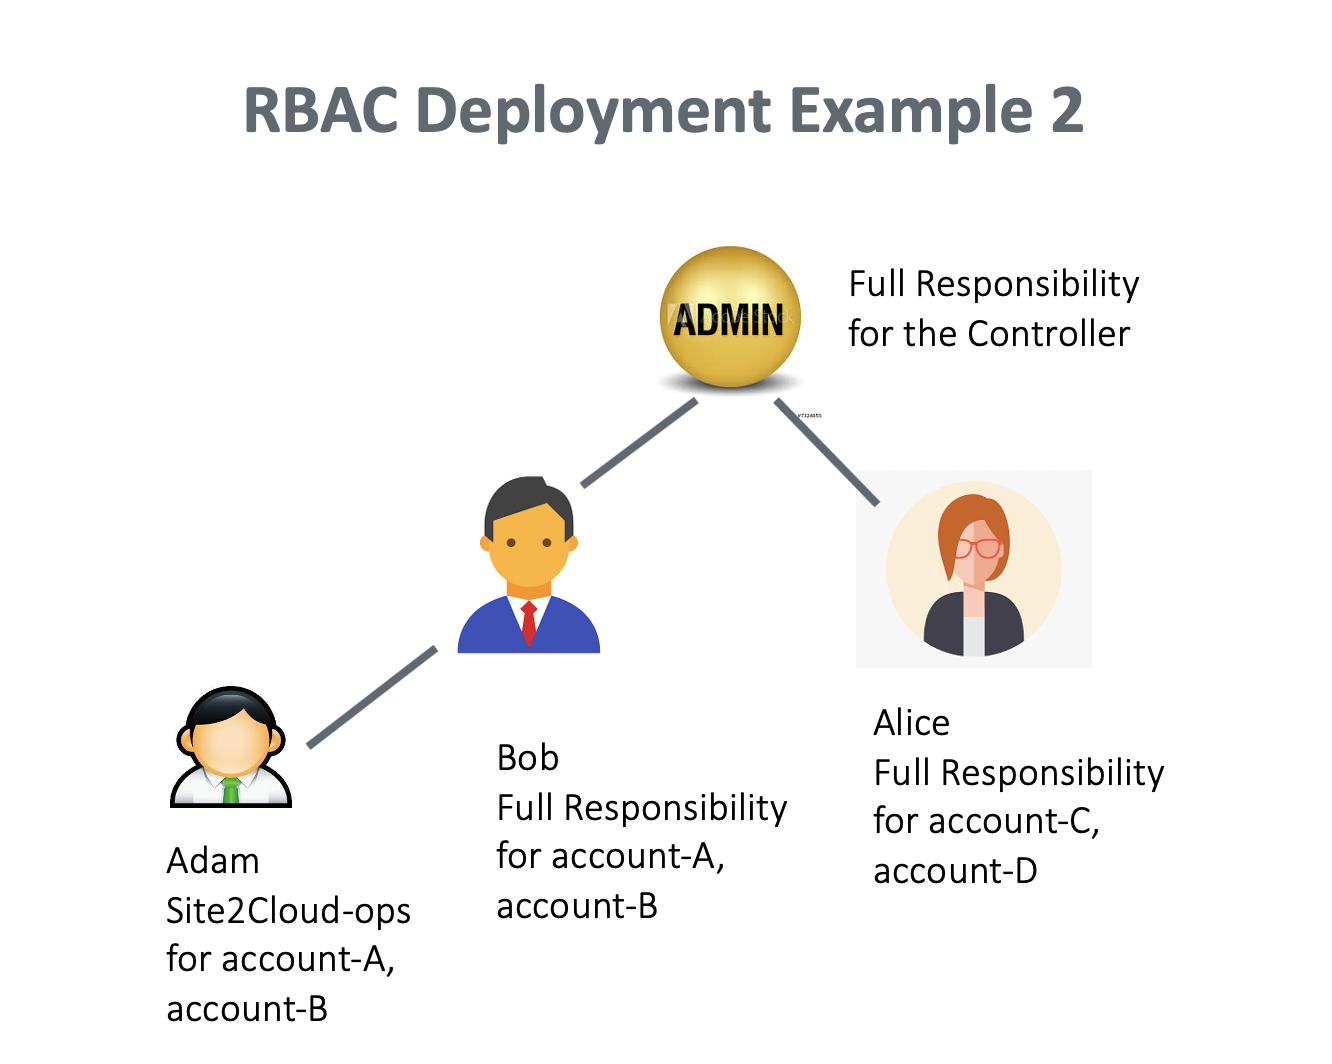 RBAC Deployment Example 2
ADMIN
Full Responsibility
for the Controller
#7324855
Bob
Full Responsibility
for account-A,
account-B
Alice
Full Responsibility
for account-C,
account-D
Adam
Site2Cloud-ops
for account-A,
account-B